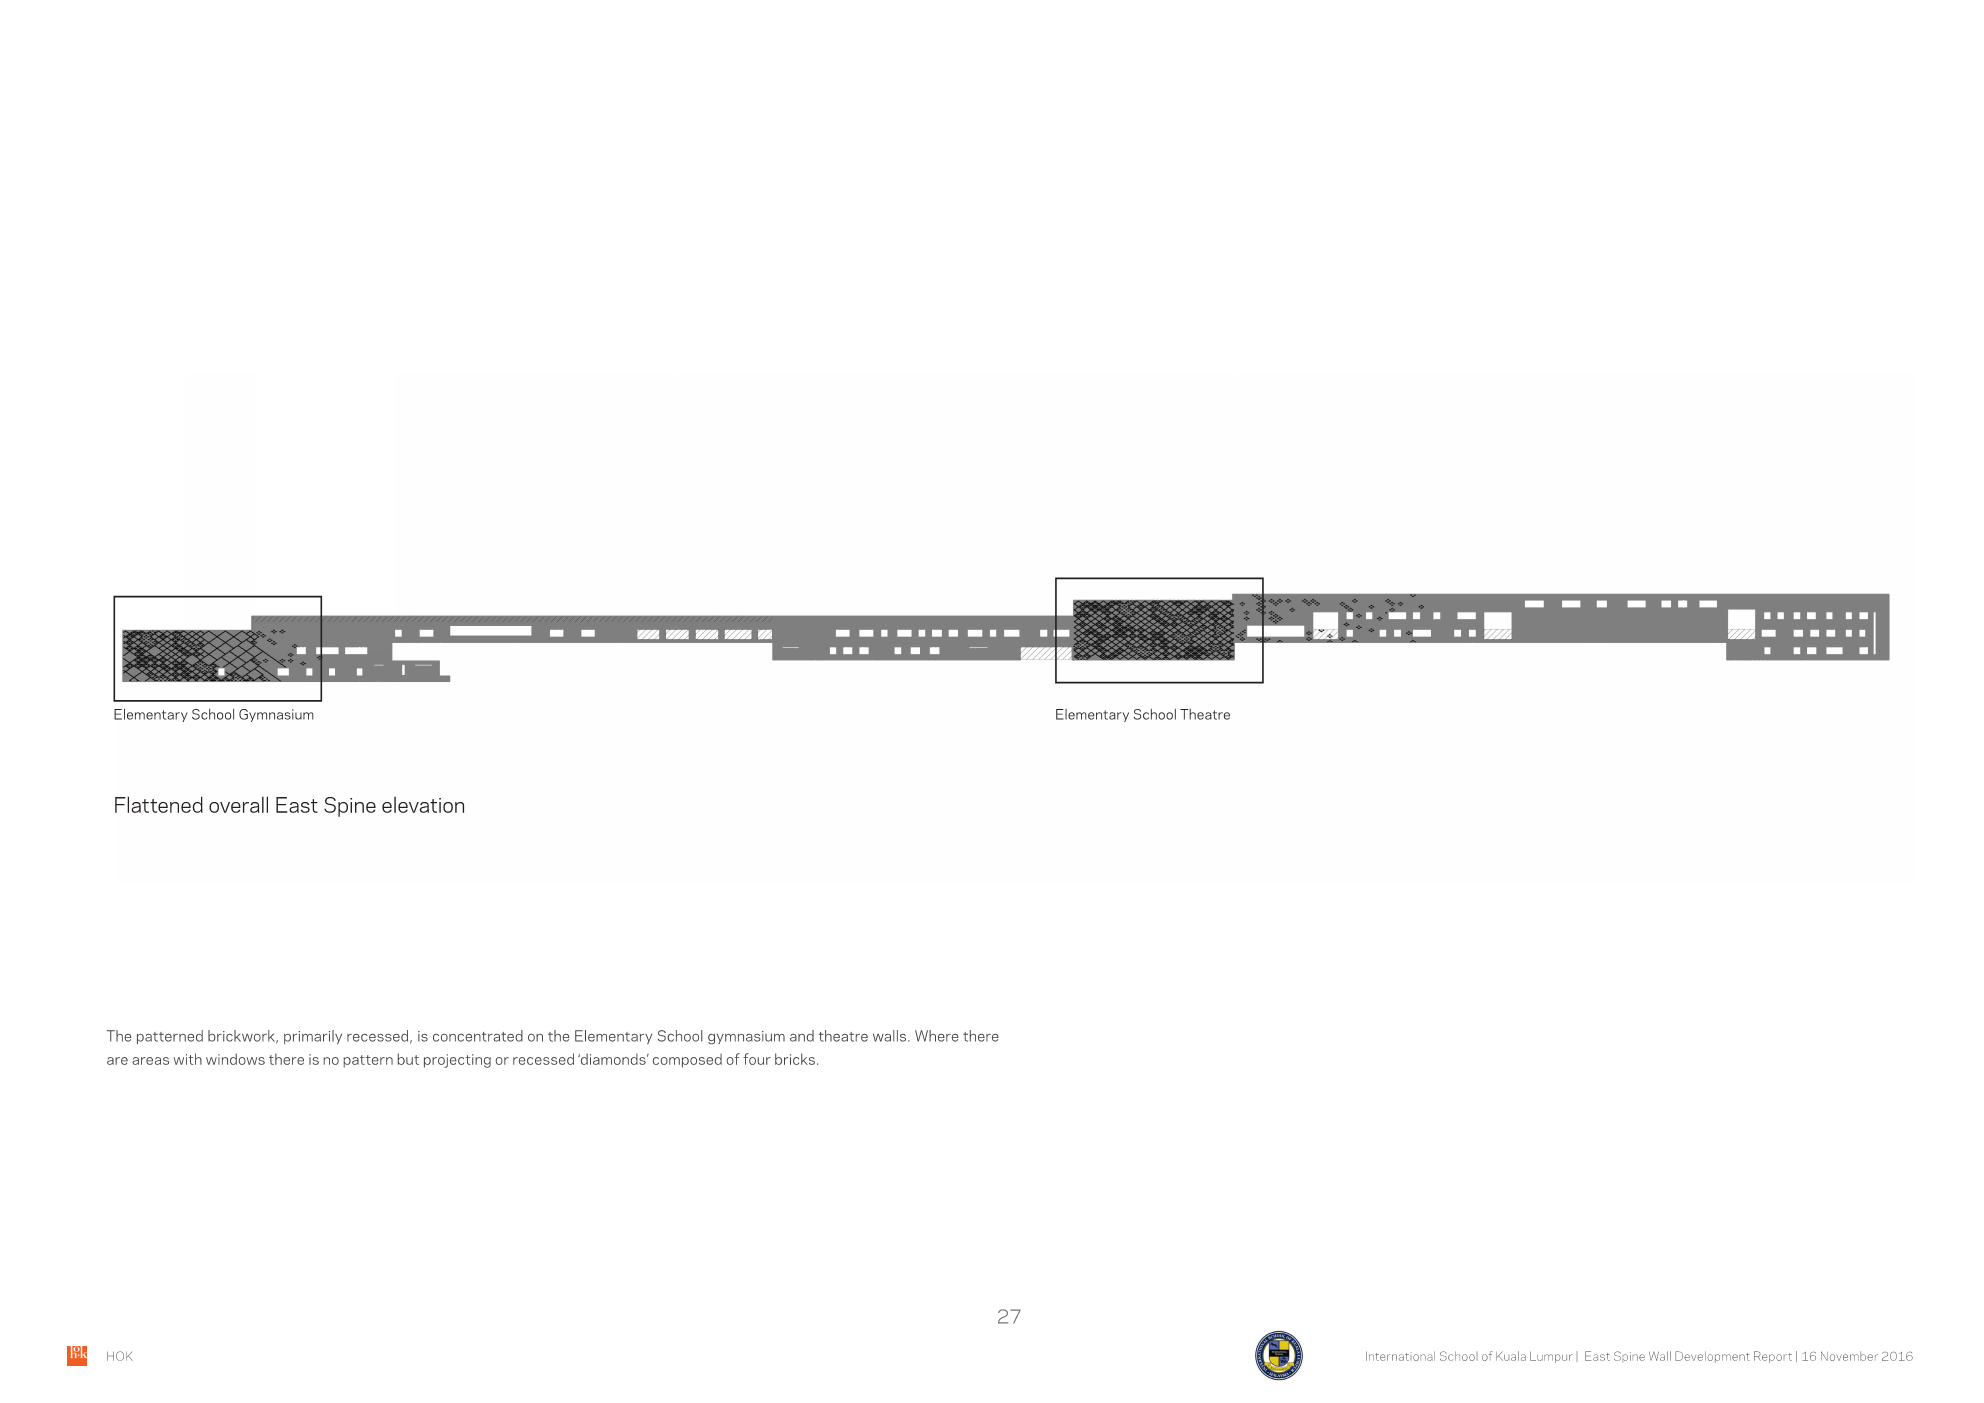 Elementary School Gymnasium
Elementary School Theatre
Flattened overall East Spine elevation
The patterned brickwork, primarily recessed, is concentrated on the Elementary School gymnasium and theatre walls. Where there
are areas with windows there is no pattern but projecting or recessed ‘diamonds’ composed of four bricks.
27
HOK
International School of Kuala Lumpur | East Spine Wall Development Report | 16 November 2016